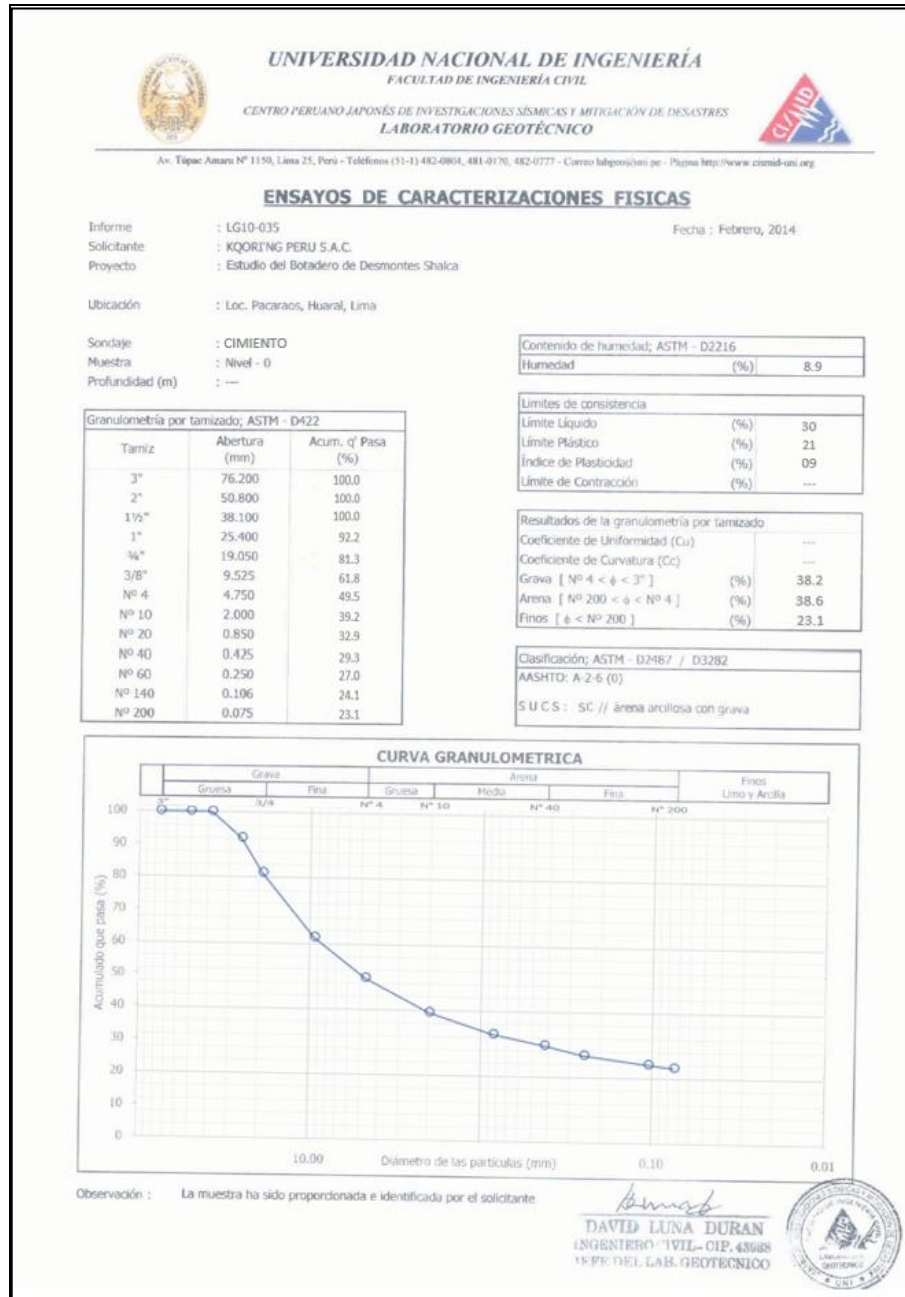 UNIVERSIDAD NACIONAL DE INGENIERÍA
FACULTAD DE INGENIERÍA CIVIL
CENTRO PERUANO JAPONÉS DE INVESTIGACIONES SÍSMICAS Y MITIGACIÓN DE DESASTRES
LABORATORIO GEOTÉCNICO
CISMID
Av. Túpac Amaru Nº 1150, Lima 25, Perú - Teléfonos (51-1) 482-0804, 481-0170, 482-0777 - Correo labgeo@uni.pe - Página http://www.cismid-uni.org
ENSAYOS DE CARACTERIZACIONES FISICAS
Informe : LG10-035 Fecha : Febrero, 2014
Solicitante : KQORI'NG PERU S.A.C.
Proyecto : Estudio del Botadero de Desmontes Shalca
Ubicación : Loc. Pacaraos, Huaral, Lima
Sondaje : CIMIENTO
Muestra : Nivel - 0
Profundidad (m) : ---
Contenido de humedad; ASTM - D2216
Humedad (%) 8.9
Granulometría por tamizado; ASTM - D422
Tamiz Abertura (mm) Acum. q' Pasa (%)
3" 76.200 100.0
2" 50.800 100.0
1½" 38.100 100.0
1" 25.400 92.2
¾" 19.050 81.3
3/8" 9.525 61.8
Nº 4 4.750 49.5
Nº 10 2.000 39.2
Nº 20 0.850 32.9
Nº 40 0.425 29.3
Nº 60 0.250 27.0
Nº 140 0.106 24.1
Nº 200 0.075 23.1
Limites de consistencia
Límite Líquido (%) 30
Límite Plástico (%) 21
Índice de Plasticidad (%) 09
Límite de Contracción (%) ---
Resultados de la granulometría por tamizado
Coeficiente de Uniformidad (Cu) ---
Coeficiente de Curvatura (Cc) ---
Grava [ Nº 4 < ϕ < 3" ] (%) 38.2
Arena [ Nº 200 < ϕ < Nº 4 ] (%) 38.6
Finos [ ϕ < Nº 200 ] (%) 23.1
Clasificación; ASTM - D2487 / D3282
AASHTO: A-2-6 (0)
S U C S : SC // arena arcillosa con grava
CURVA GRANULOMETRICA
Grava Arena Finos
Gruesa Fina Gruesa Media Fina Limo y Arcilla
3" 3/4 Nº 4 Nº 10 Nº 40 Nº 200
100
90
80
70
60
50
40
30
20
10
0
Acumulado que pasa (%)
10.00 Diámetro de las partículas (mm) 0.10 0.01
Observación : La muestra ha sido proporcionada e identificada por el solicitante
DAVID LUNA DURAN
INGENIERO CIVIL - CIP.
JEFE DEL LAB. GEOTECNICO
LABORATORIO GEOTECNICO
UNI